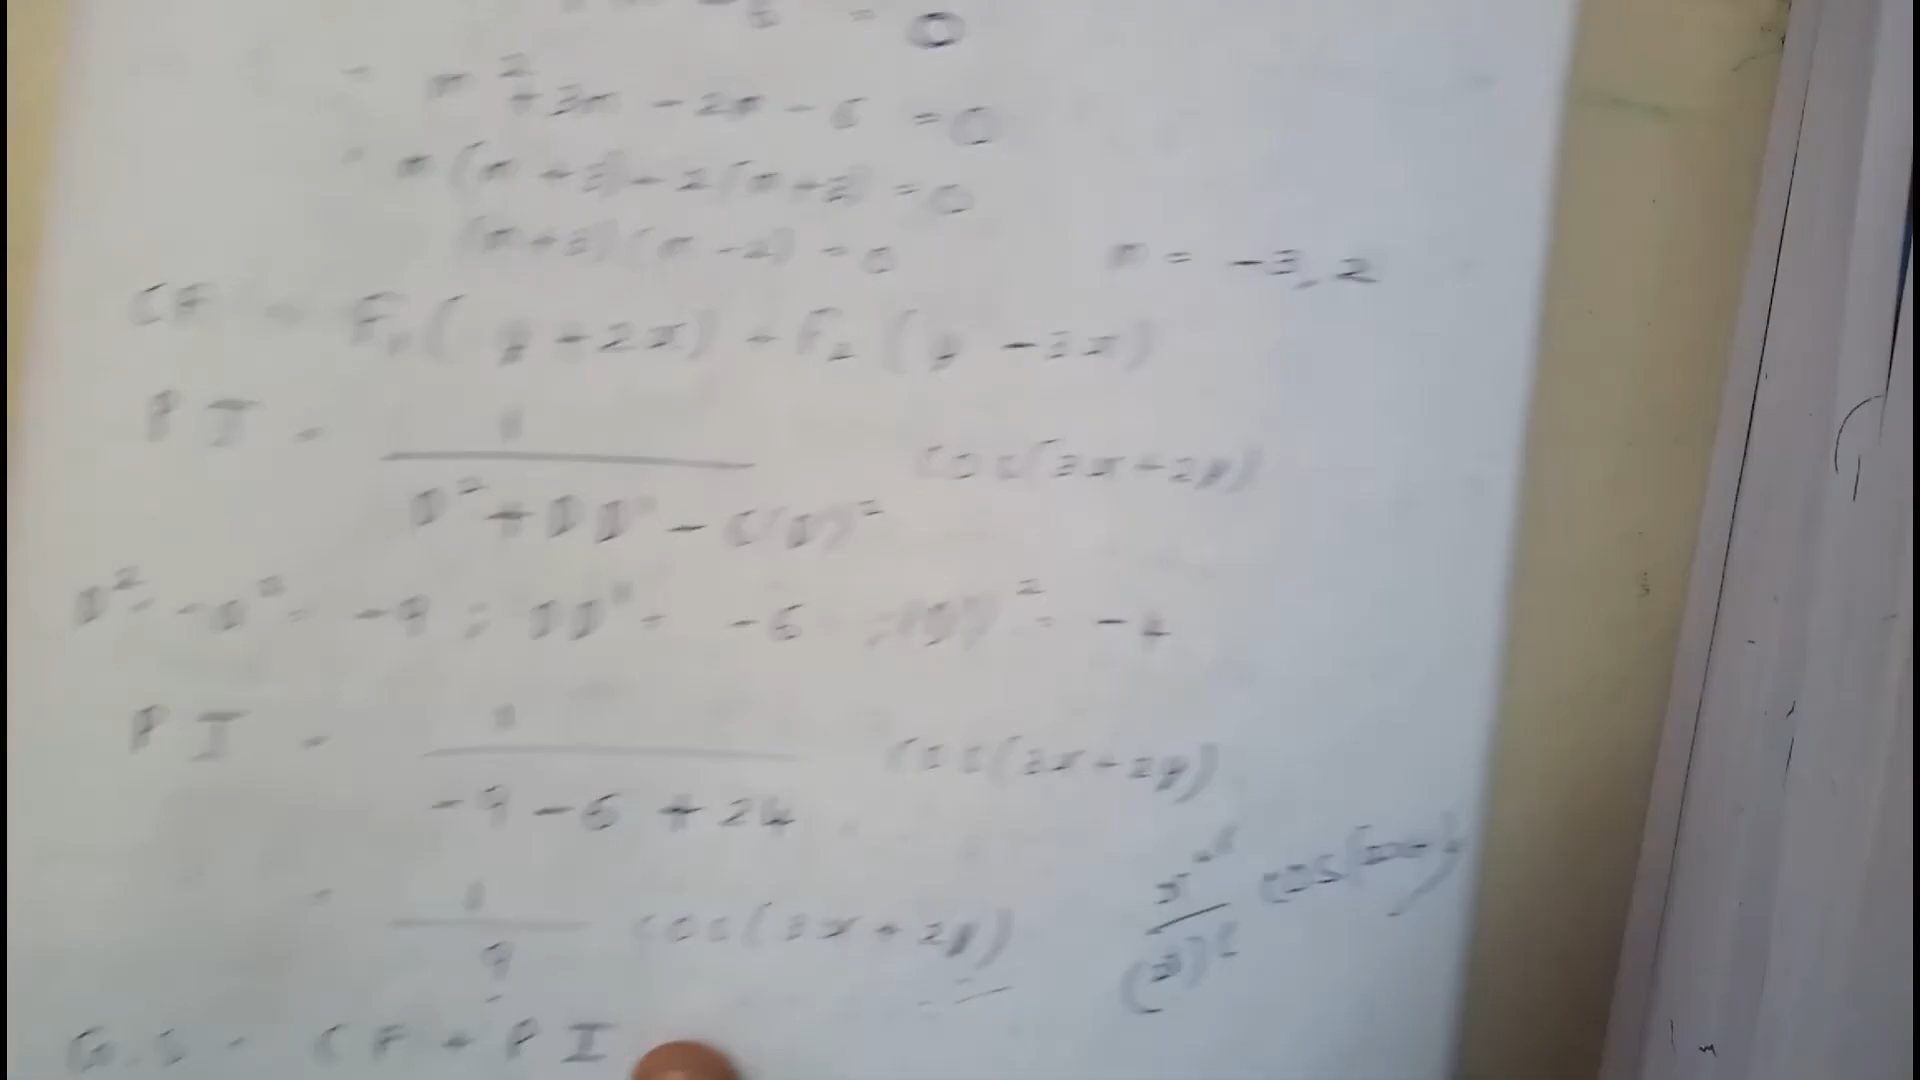 = 0
= m² + 3m - 2m - 6 = 0
= m(m + 3) - 2(m + 3) = 0
(m + 3)(m - 2) = 0 m = -3, 2
CF = F₁(y + 2x) + F₂(y - 3x)
PI = 1/(D² + DD' - 6(D')²) cos(3x + 2y)
D² = -a² = -9 ; DD' = -6 ; (D')² = -4
PI = 1/(-9 - 6 + 24) cos(3x + 2y)
= 1/9 cos(3x + 2y)
G.S = CF + PI